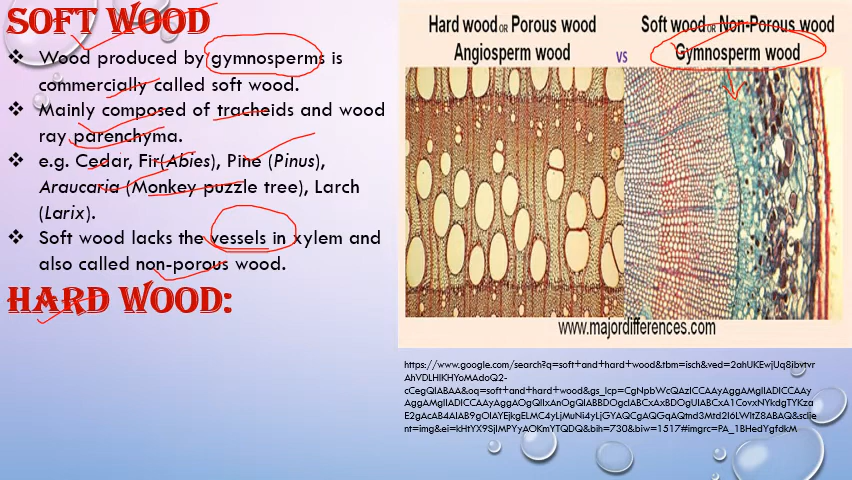 SOFT WOOD
❖ Wood produced by gymnosperms is
commercially called soft wood.
❖ Mainly composed of tracheids and wood
ray parenchyma.
❖ e.g. Cedar, Fir(Abies), Pine (Pinus),
Araucaria (Monkey puzzle tree), Larch
(Larix).
❖ Soft wood lacks the vessels in xylem and
also called non-porous wood.
HARD WOOD:
Hard wood OR Porous wood
Angiosperm wood
vs
Soft wood OR Non-Porous wood
Gymnosperm wood
www.majordifferences.com